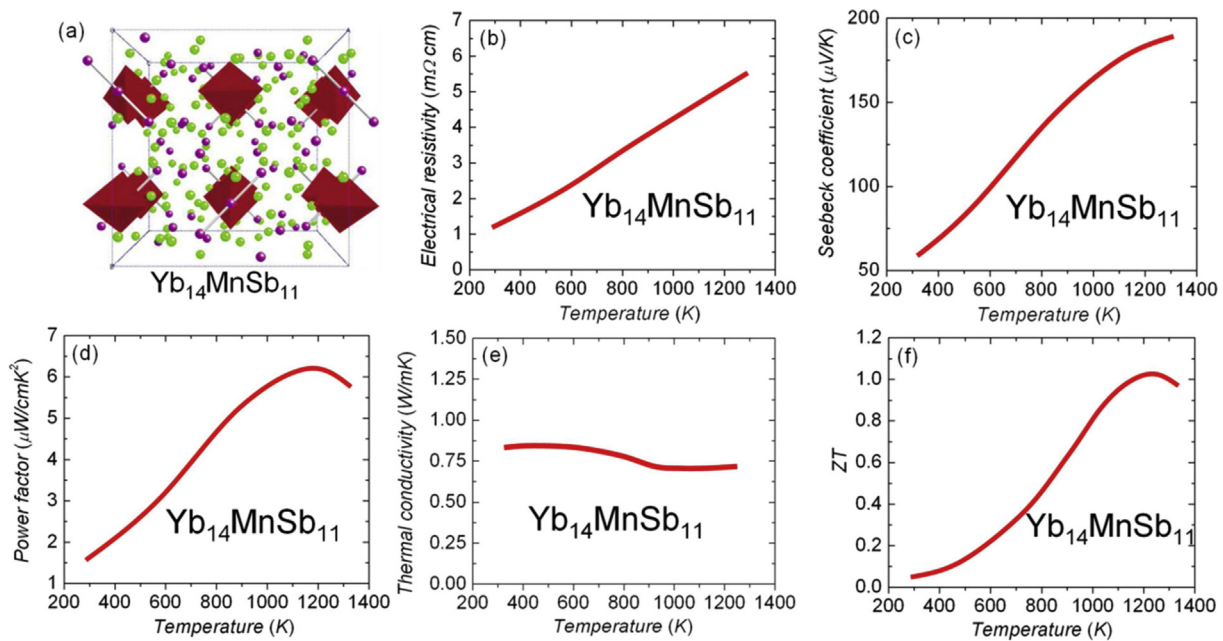 (a)
Yb₁₄MnSb₁₁
(b)
Electrical resistivity (mΩ cm)
7
6
5
4
3
2
1
0
Yb₁₄MnSb₁₁
200 400 600 800 1000 1200 1400
Temperature (K)
(c)
Seebeck coefficient (μV/K)
200
150
100
50
Yb₁₄MnSb₁₁
200 400 600 800 1000 1200 1400
Temperature (K)
(d)
Power factor (μW/cmK²)
7
6
5
4
3
2
1
Yb₁₄MnSb₁₁
200 400 600 800 1000 1200 1400
Temperature (K)
(e)
Thermal conductivity (W/mK)
1.50
1.25
1.00
0.75
0.50
0.25
0.00
Yb₁₄MnSb₁₁
200 400 600 800 1000 1200 1400
Temperature (K)
(f)
ZT
1.2
1.0
0.8
0.6
0.4
0.2
0.0
Yb₁₄MnSb₁₁
200 400 600 800 1000 1200 1400
Temperature (K)